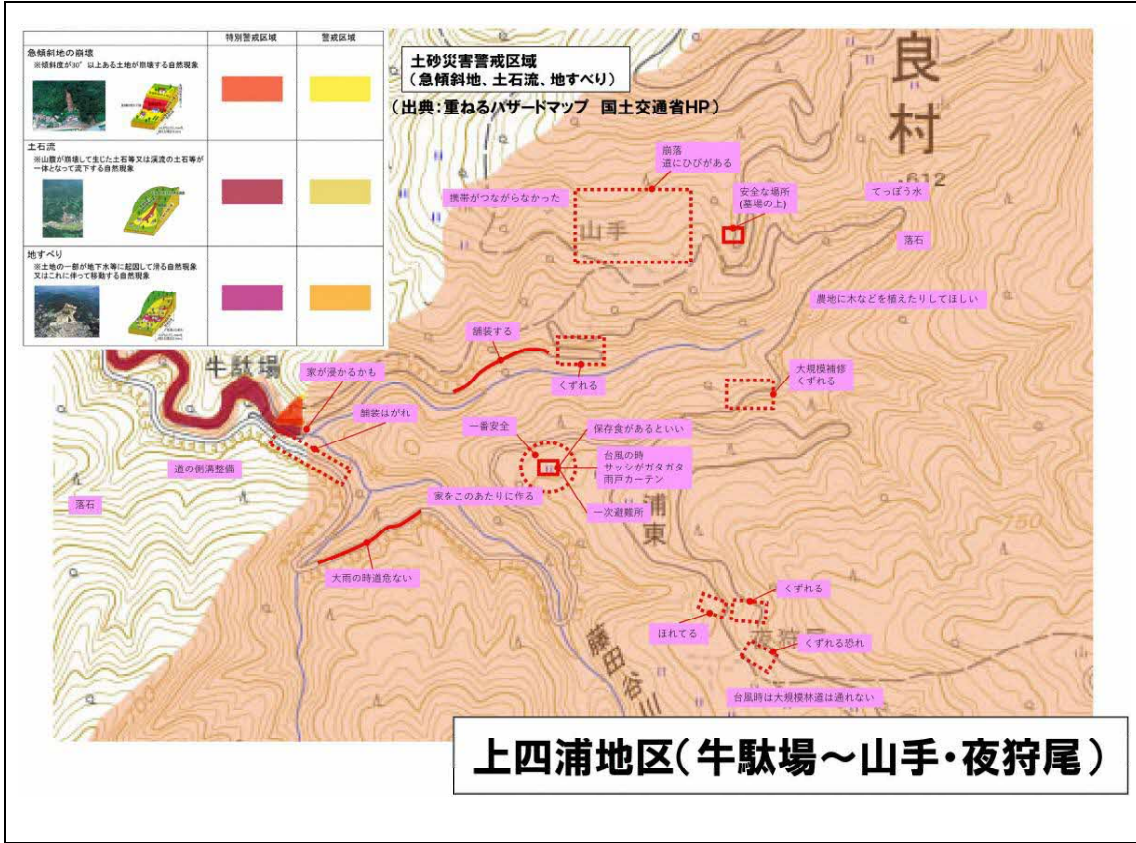 特別警戒区域
警戒区域
急傾斜地の崩壊
※傾斜度が30°以上ある土地が崩壊する自然現象
土石流
※山腹が崩壊して生じた土石等又は渓流の土石等が
一体となって流下する自然現象
地すべり
※土地の一部が地下水等に起因して滑る自然現象
又はこれに伴って移動する自然現象
土砂災害警戒区域
(急傾斜地、土石流、地すべり)
(出典:重ねるハザードマップ 国土交通省HP)
良村
612
崩落
道にひびがある
携帯がつながらなかった
山手
安全な場所
(墓場の上)
てっぽう水
落石
農地に木などを植えたりしてほしい
舗装する
くずれる
牛駄場
家が浸かるかも
舗装はがれ
大規模補修
くずれる
一番安全
保存食があるといい
台風の時
サッシがガタガタ
雨戸カーテン
道の側溝整備
落石
家をこのあたりに作る
一次避難所
浦東
750
大雨の時道危ない
くずれる
ほれてる
夜狩尾
くずれる恐れ
藤田谷川
台風時は大規模林道は通れない
上四浦地区(牛駄場～山手・夜狩尾)